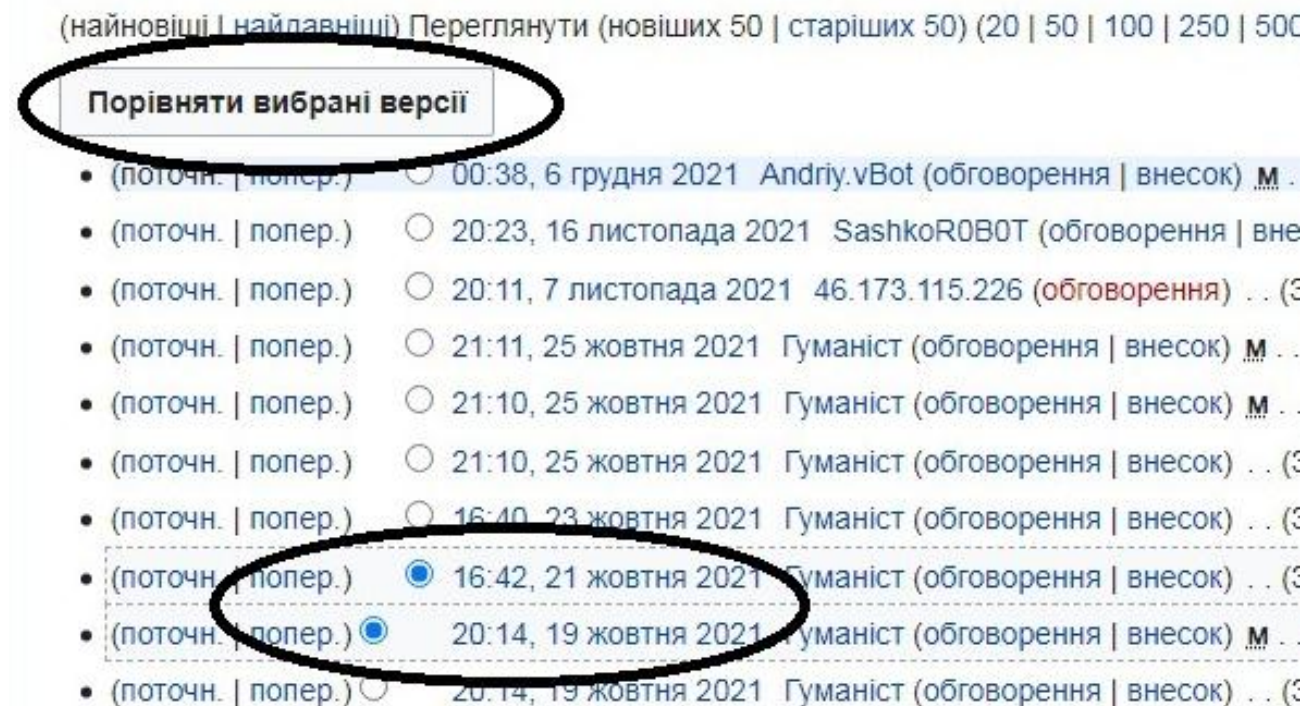 (найновіші | найдавніші) Переглянути (новіших 50 | старіших 50) (20 | 50 | 100 | 250 | 500
Порівняти вибрані версії
• (поточн. | попер.) 00:38, 6 грудня 2021 Andriy.vBot (обговорення | внесок) м .
• (поточн. | попер.) 20:23, 16 листопада 2021 SashkoR0B0T (обговорення | вне
• (поточн. | попер.) 20:11, 7 листопада 2021 46.173.115.226 (обговорення) . . (3
• (поточн. | попер.) 21:11, 25 жовтня 2021 Гуманіст (обговорення | внесок) м . .
• (поточн. | попер.) 21:10, 25 жовтня 2021 Гуманіст (обговорення | внесок) м . .
• (поточн. | попер.) 21:10, 25 жовтня 2021 Гуманіст (обговорення | внесок) . . (3
• (поточн. | попер.) 16:40, 23 жовтня 2021 Гуманіст (обговорення | внесок) . . (3
• (поточн. | попер.) 16:42, 21 жовтня 2021 Гуманіст (обговорення | внесок) . . (3
• (поточн. | попер.) 20:14, 19 жовтня 2021 Гуманіст (обговорення | внесок) м . .
• (поточн. | попер.) 20:14, 19 жовтня 2021 Гуманіст (обговорення | внесок) . . (3